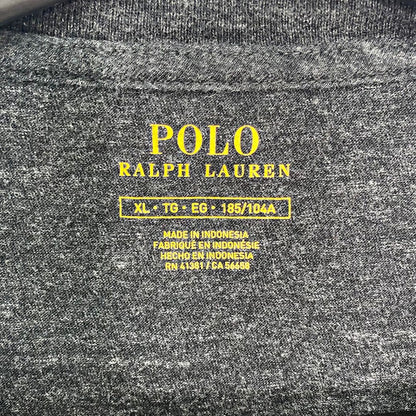 POLO
RALPH LAUREN
XL • TG • EG • 185/104A
MADE IN INDONESIA
FABRIQUÉ EN INDONÉSIE
HECHO EN INDONESIA
RN 41381 / CA 56658